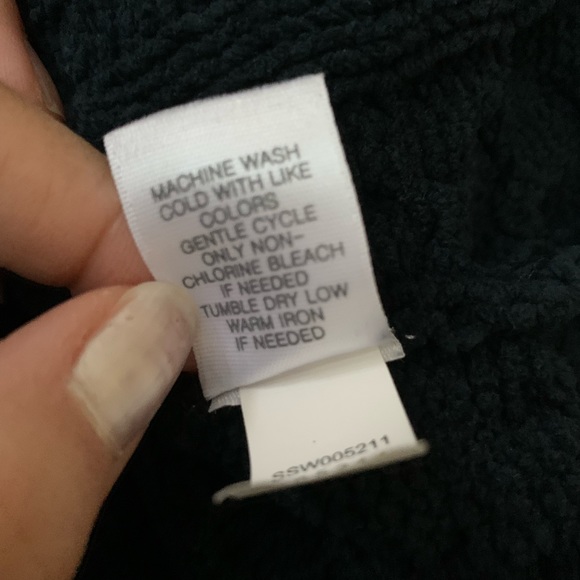 MACHINE WASH
COLD WITH LIKE
COLORS
GENTLE CYCLE
ONLY NON-
CHLORINE BLEACH
IF NEEDED
TUMBLE DRY LOW
WARM IRON
IF NEEDED
SSW005211